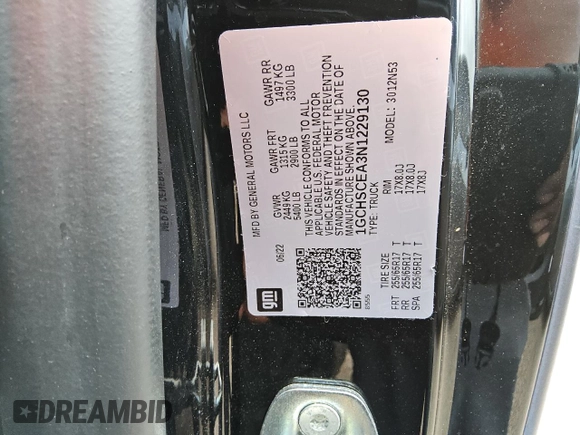 MFD BY GENERAL MOTORS LLC
06/22
GVWR
2449 KG
5400 LB
GAWR FRT
1315 KG
2900 LB
GAWR RR
1497 KG
3300 LB
THIS VEHICLE CONFORMS TO ALL
APPLICABLE U.S. FEDERAL MOTOR
VEHICLE SAFETY AND THEFT PREVENTION
STANDARDS IN EFFECT ON THE DATE OF
MANUFACTURE SHOWN ABOVE.
1GCHSCEA3N1229130
TYPE: TRUCK
MODEL: 3012N53
TIRE SIZE RIM
FRT 255/65R17 T 17X8.0J
RR 255/65R17 T 17X8.0J
SPA 255/65R17 T 17X8J
gm
DREAMBID